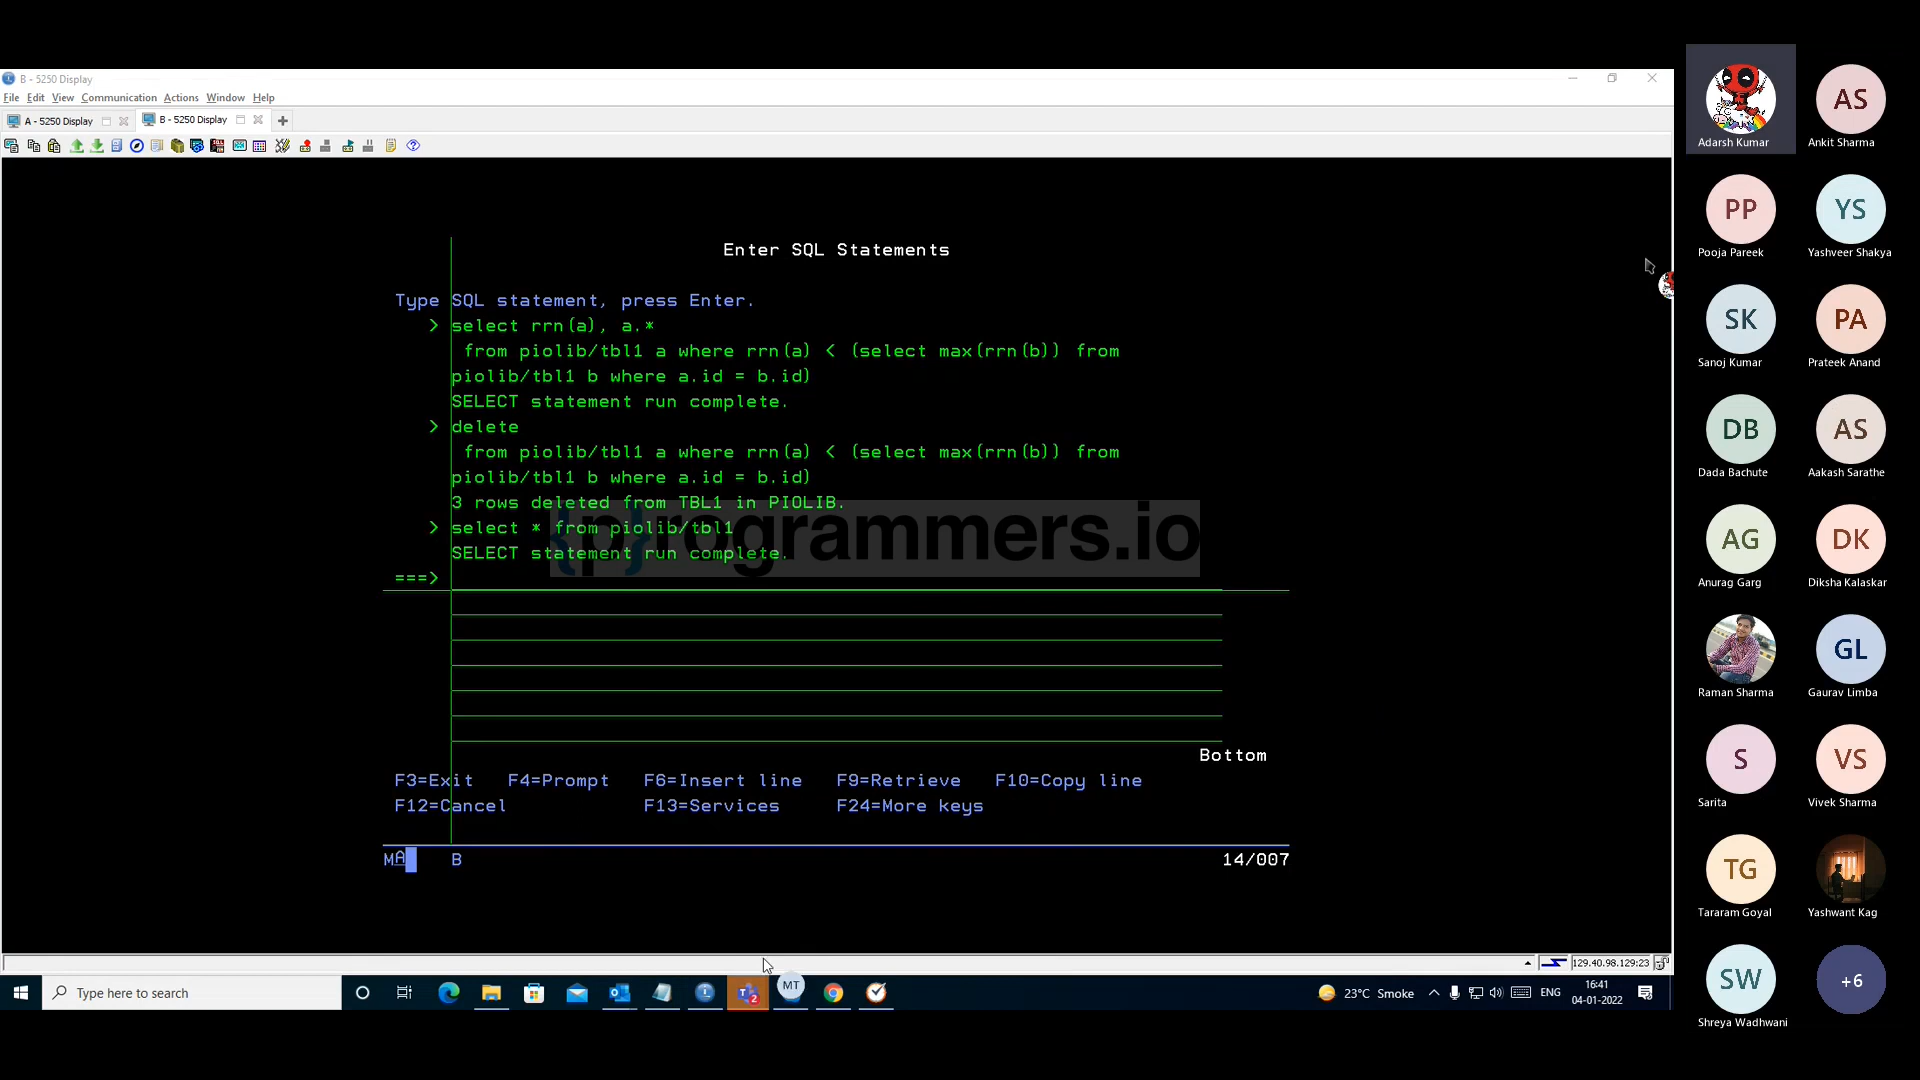 B - 5250 Display
File Edit View Communication Actions Window Help
A - 5250 Display
B - 5250 Display
Enter SQL Statements
Type SQL statement, press Enter.
> select rrn(a), a.*
from piolib/tbl1 a where rrn(a) < (select max(rrn(b)) from
piolib/tbl1 b where a.id = b.id)
SELECT statement run complete.
> delete
from piolib/tbl1 a where rrn(a) < (select max(rrn(b)) from
piolib/tbl1 b where a.id = b.id)
3 rows deleted from TBL1 in PIOLIB.
> select * from piolib/tbl1
SELECT statement run complete.
===>
{p}rogrammers.io
Bottom
F3=Exit F4=Prompt F6=Insert line F9=Retrieve F10=Copy line
F12=Cancel F13=Services F24=More keys
MA B 14/007
129.40.98.129:23
Type here to search
MT
2
23°C Smoke
ENG
16:41
04-01-2022
Adarsh Kumar
AS
Ankit Sharma
PP
Pooja Pareek
YS
Yashveer Shakya
SK
Sanoj Kumar
PA
Prateek Anand
DB
Dada Bachute
AS
Aakash Sarathe
AG
Anurag Garg
DK
Diksha Kalaskar
Raman Sharma
GL
Gaurav Limba
S
Sarita
VS
Vivek Sharma
TG
Tararam Goyal
Yashwant Kag
SW
Shreya Wadhwani
+6